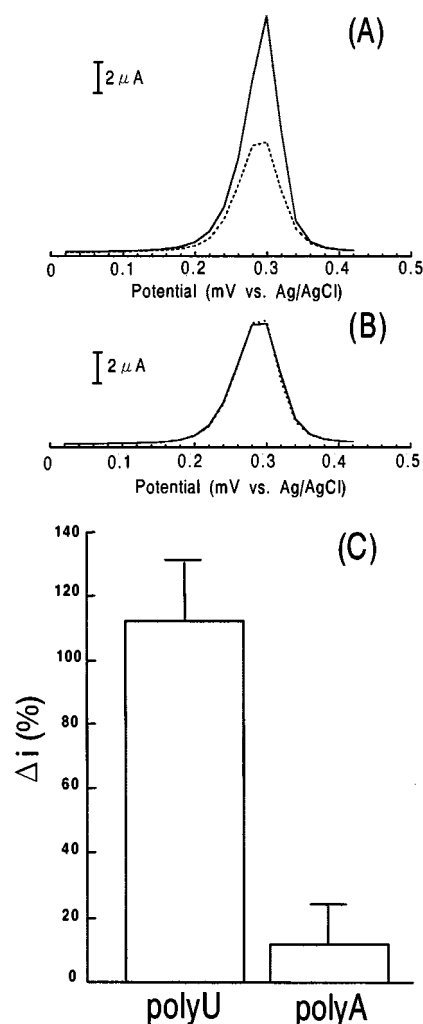 (A)
2 μA
0 0.1 0.2 0.3 0.4 0.5
Potential (mV vs. Ag/AgCl)
(B)
2 μA
0 0.1 0.2 0.3 0.4 0.5
Potential (mV vs. Ag/AgCl)
(C)
140
120
100
80
60
40
20
0
Δi (%)
polyU polyA